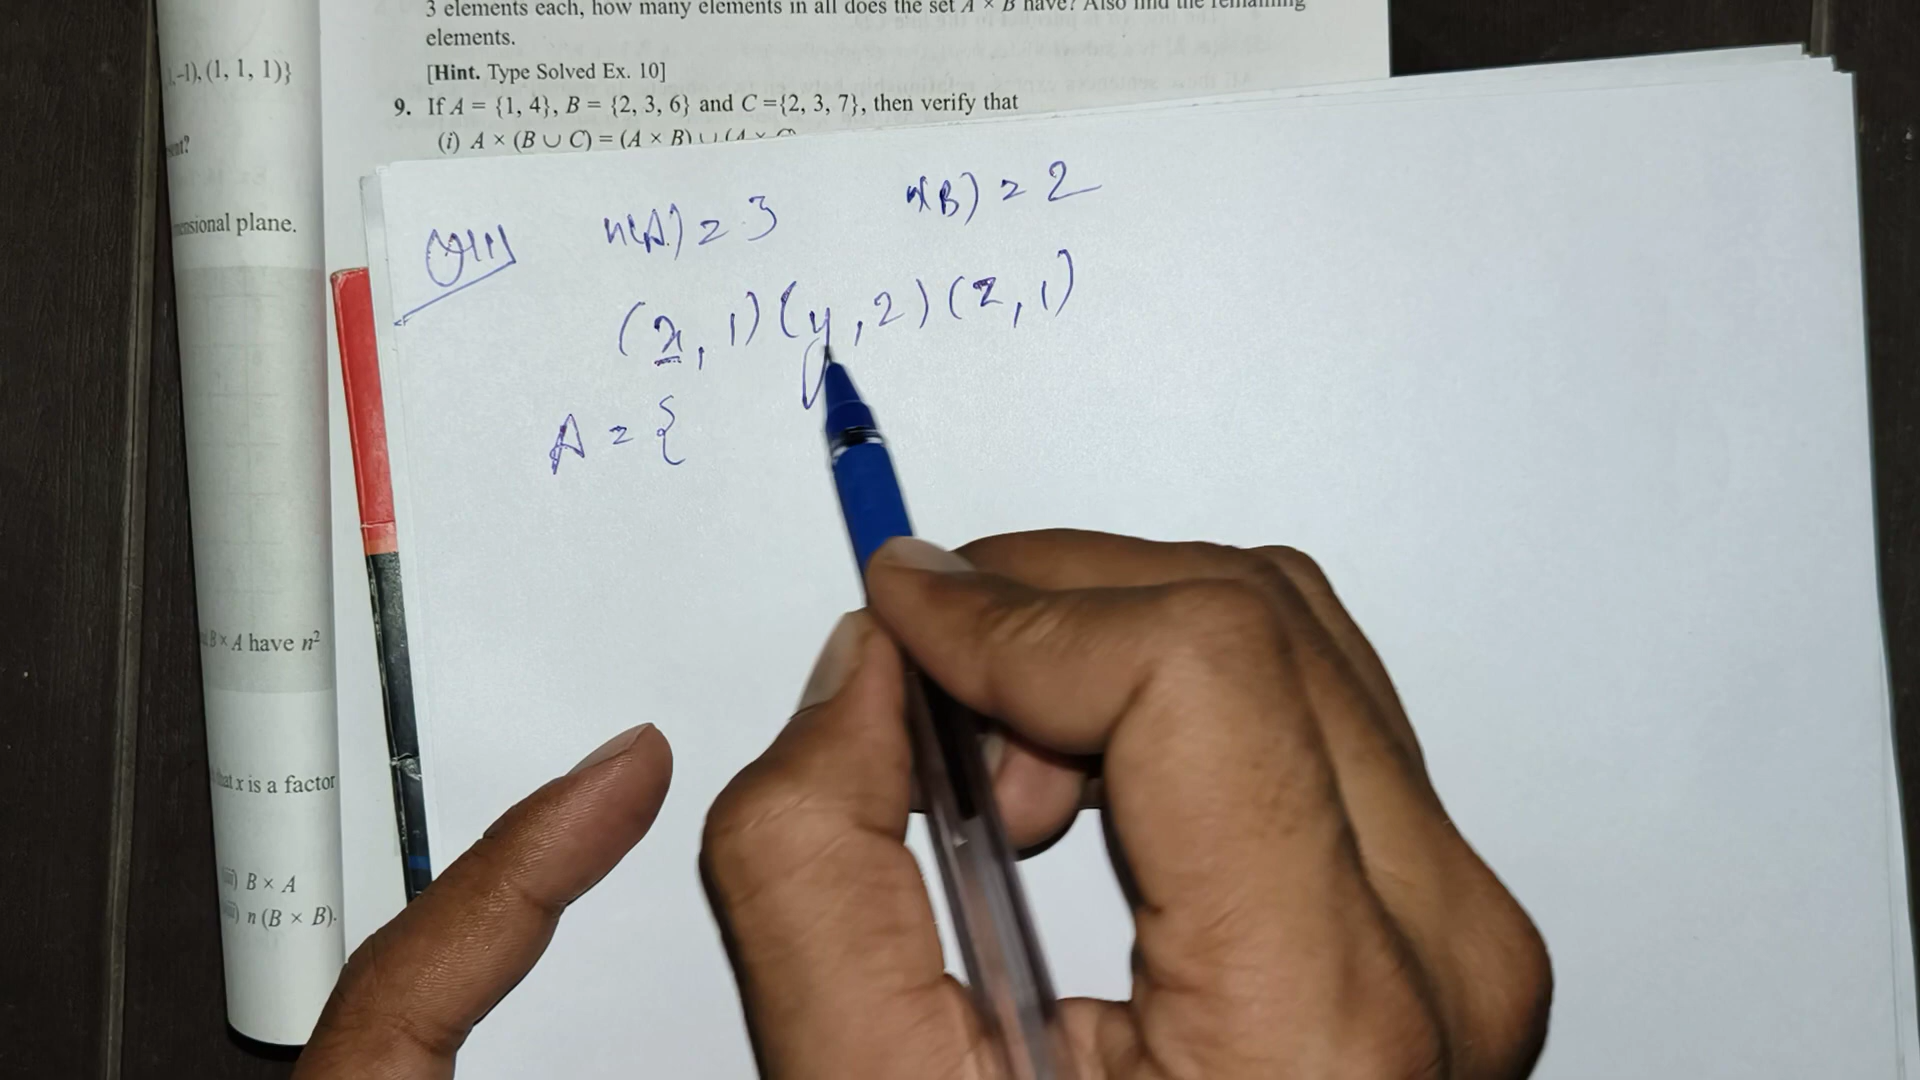 3 elements each, how many elements in all does the set A × B have? Also find the remaining
elements.
[Hint. Type Solved Ex. 10]
9. If A = {1, 4}, B = {2, 3, 6} and C ={2, 3, 7}, then verify that
(i) A × (B ∪ C) = (A × B) ∪ (A × C)
-1), (1, 1, 1)}
plane.
B × A have n²
x is a factor
B × A
n (B × B).
n(A) = 3 n(B) = 2
(x, 1) (y, 2) (z, 1)
A = {